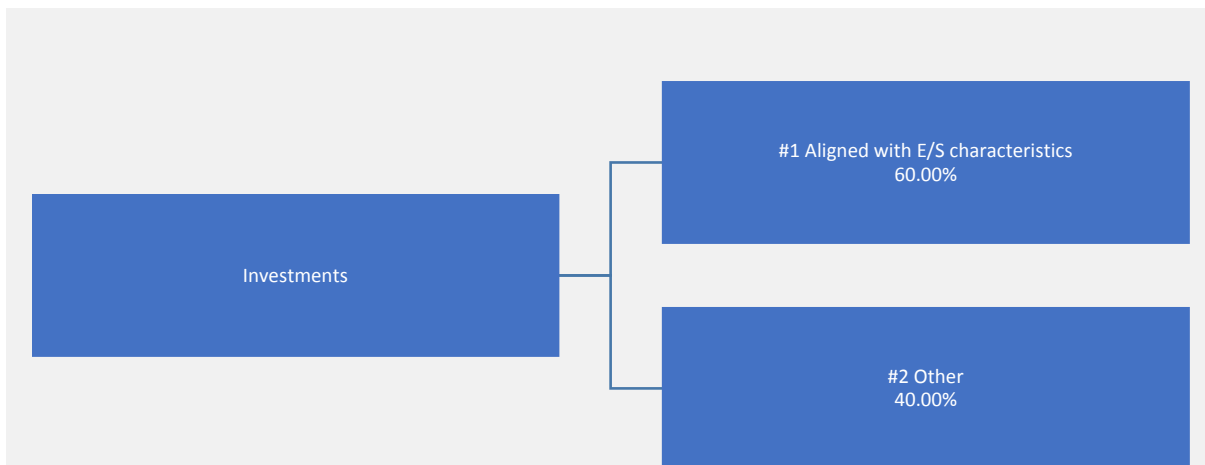 #1 Aligned with E/S characteristics
60.00%
Investments
#2 Other
40.00%